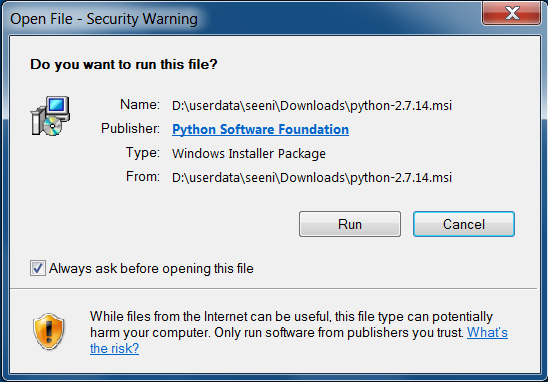 Open File - Security Warning
Do you want to run this file?
Name: D:\userdata\seeni\Downloads\python-2.7.14.msi
Publisher: Python Software Foundation
Type: Windows Installer Package
From: D:\userdata\seeni\Downloads\python-2.7.14.msi
Run Cancel
Always ask before opening this file
While files from the Internet can be useful, this file type can potentially
harm your computer. Only run software from publishers you trust. What's
the risk?